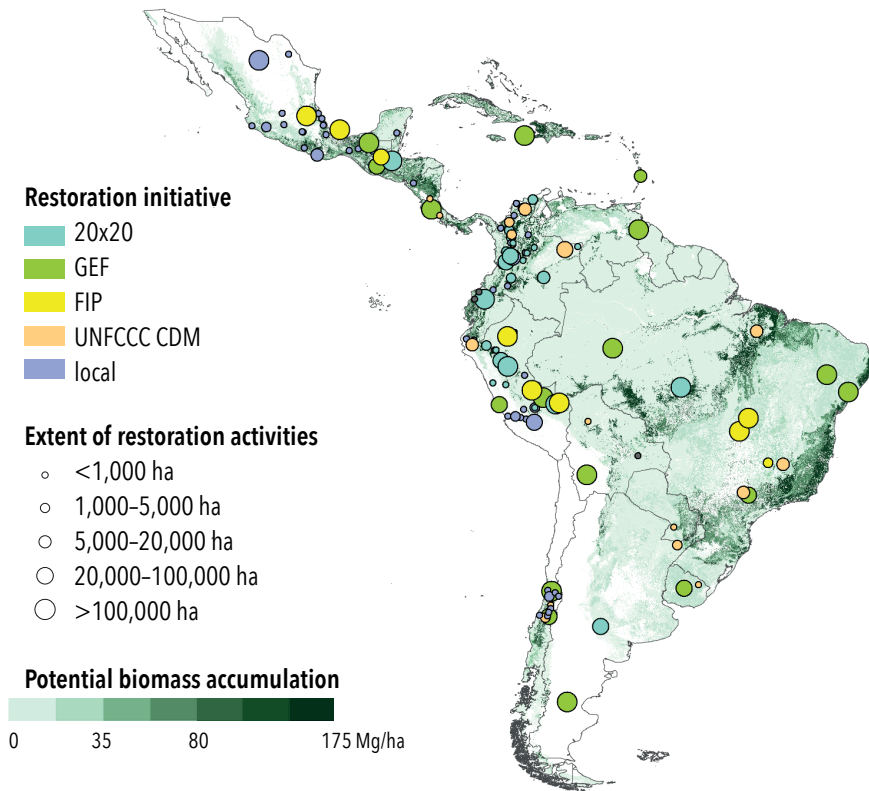 Restoration initiative
20x20
GEF
FIP
UNFCCC CDM
local
Extent of restoration activities
<1,000 ha
1,000–5,000 ha
5,000–20,000 ha
20,000–100,000 ha
>100,000 ha
Potential biomass accumulation
0 35 80 175 Mg/ha